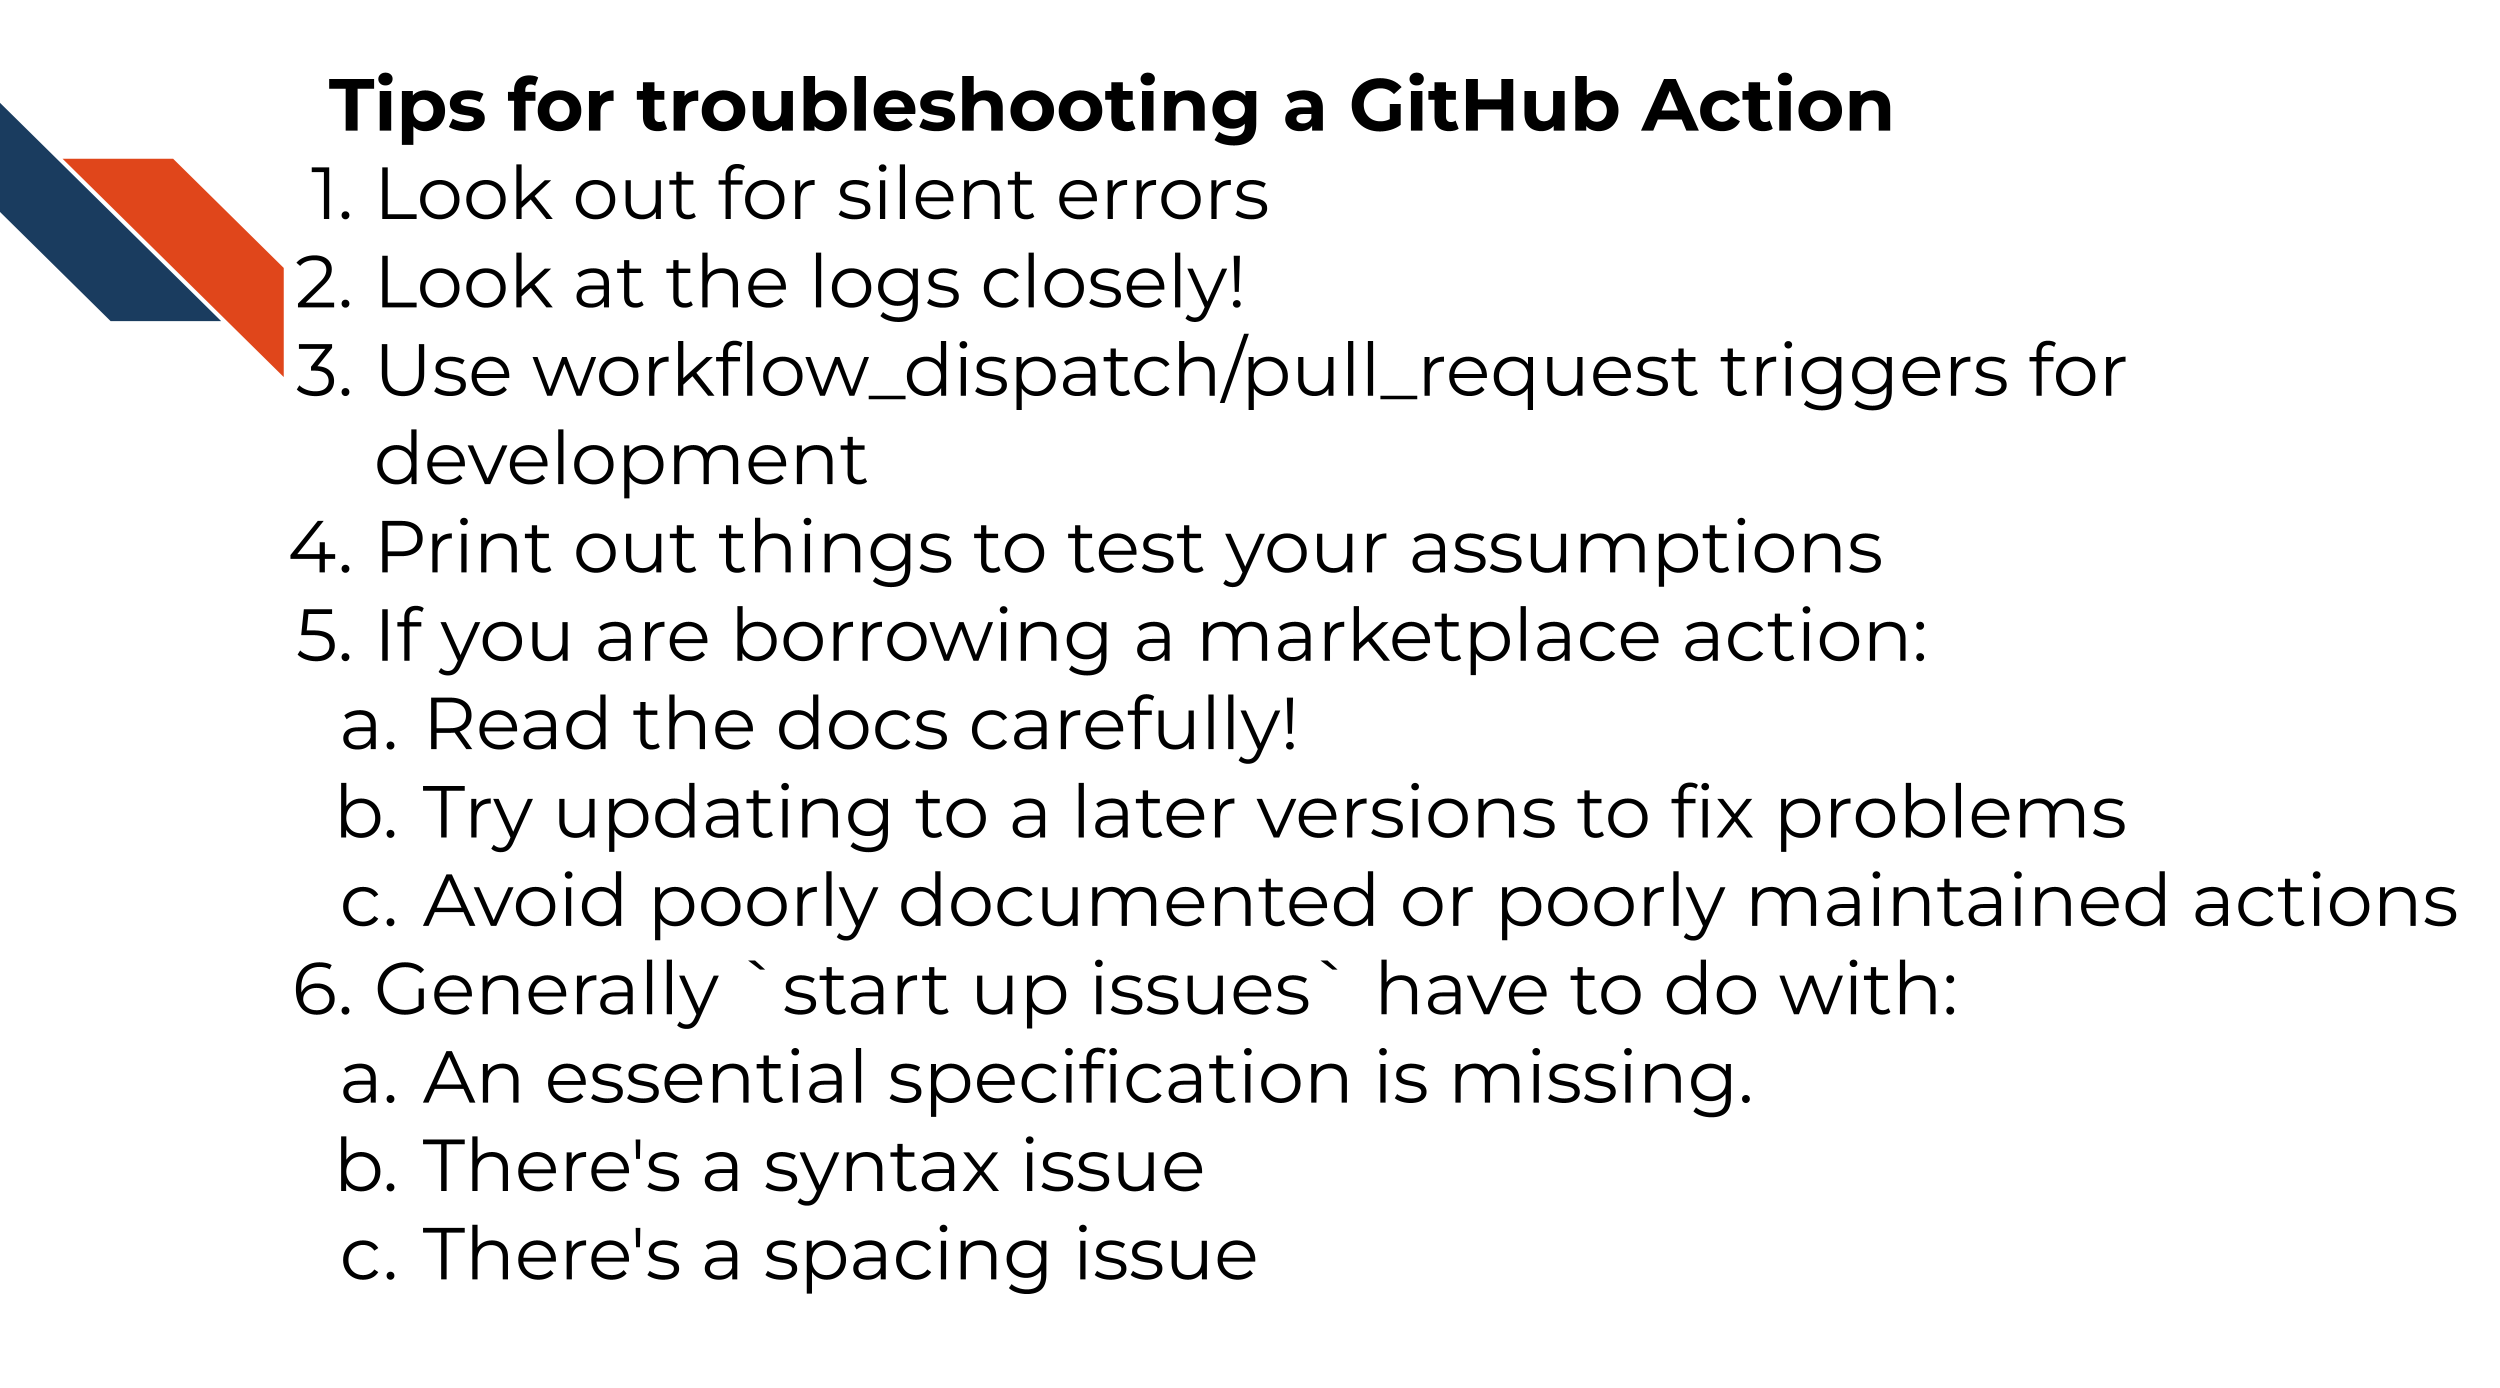 Tips for troubleshooting a GitHub Action
1. Look out for silent errors
2. Look at the logs closely!
3. Use workflow_dispatch/pull_request triggers for
development
4. Print out things to test your assumptions
5. If you are borrowing a marketplace action:
a. Read the docs carefully!
b. Try updating to a later versions to fix problems
c. Avoid poorly documented or poorly maintained actions
6. Generally `start up issues` have to do with:
a. An essential specification is missing.
b. There's a syntax issue
c. There's a spacing issue